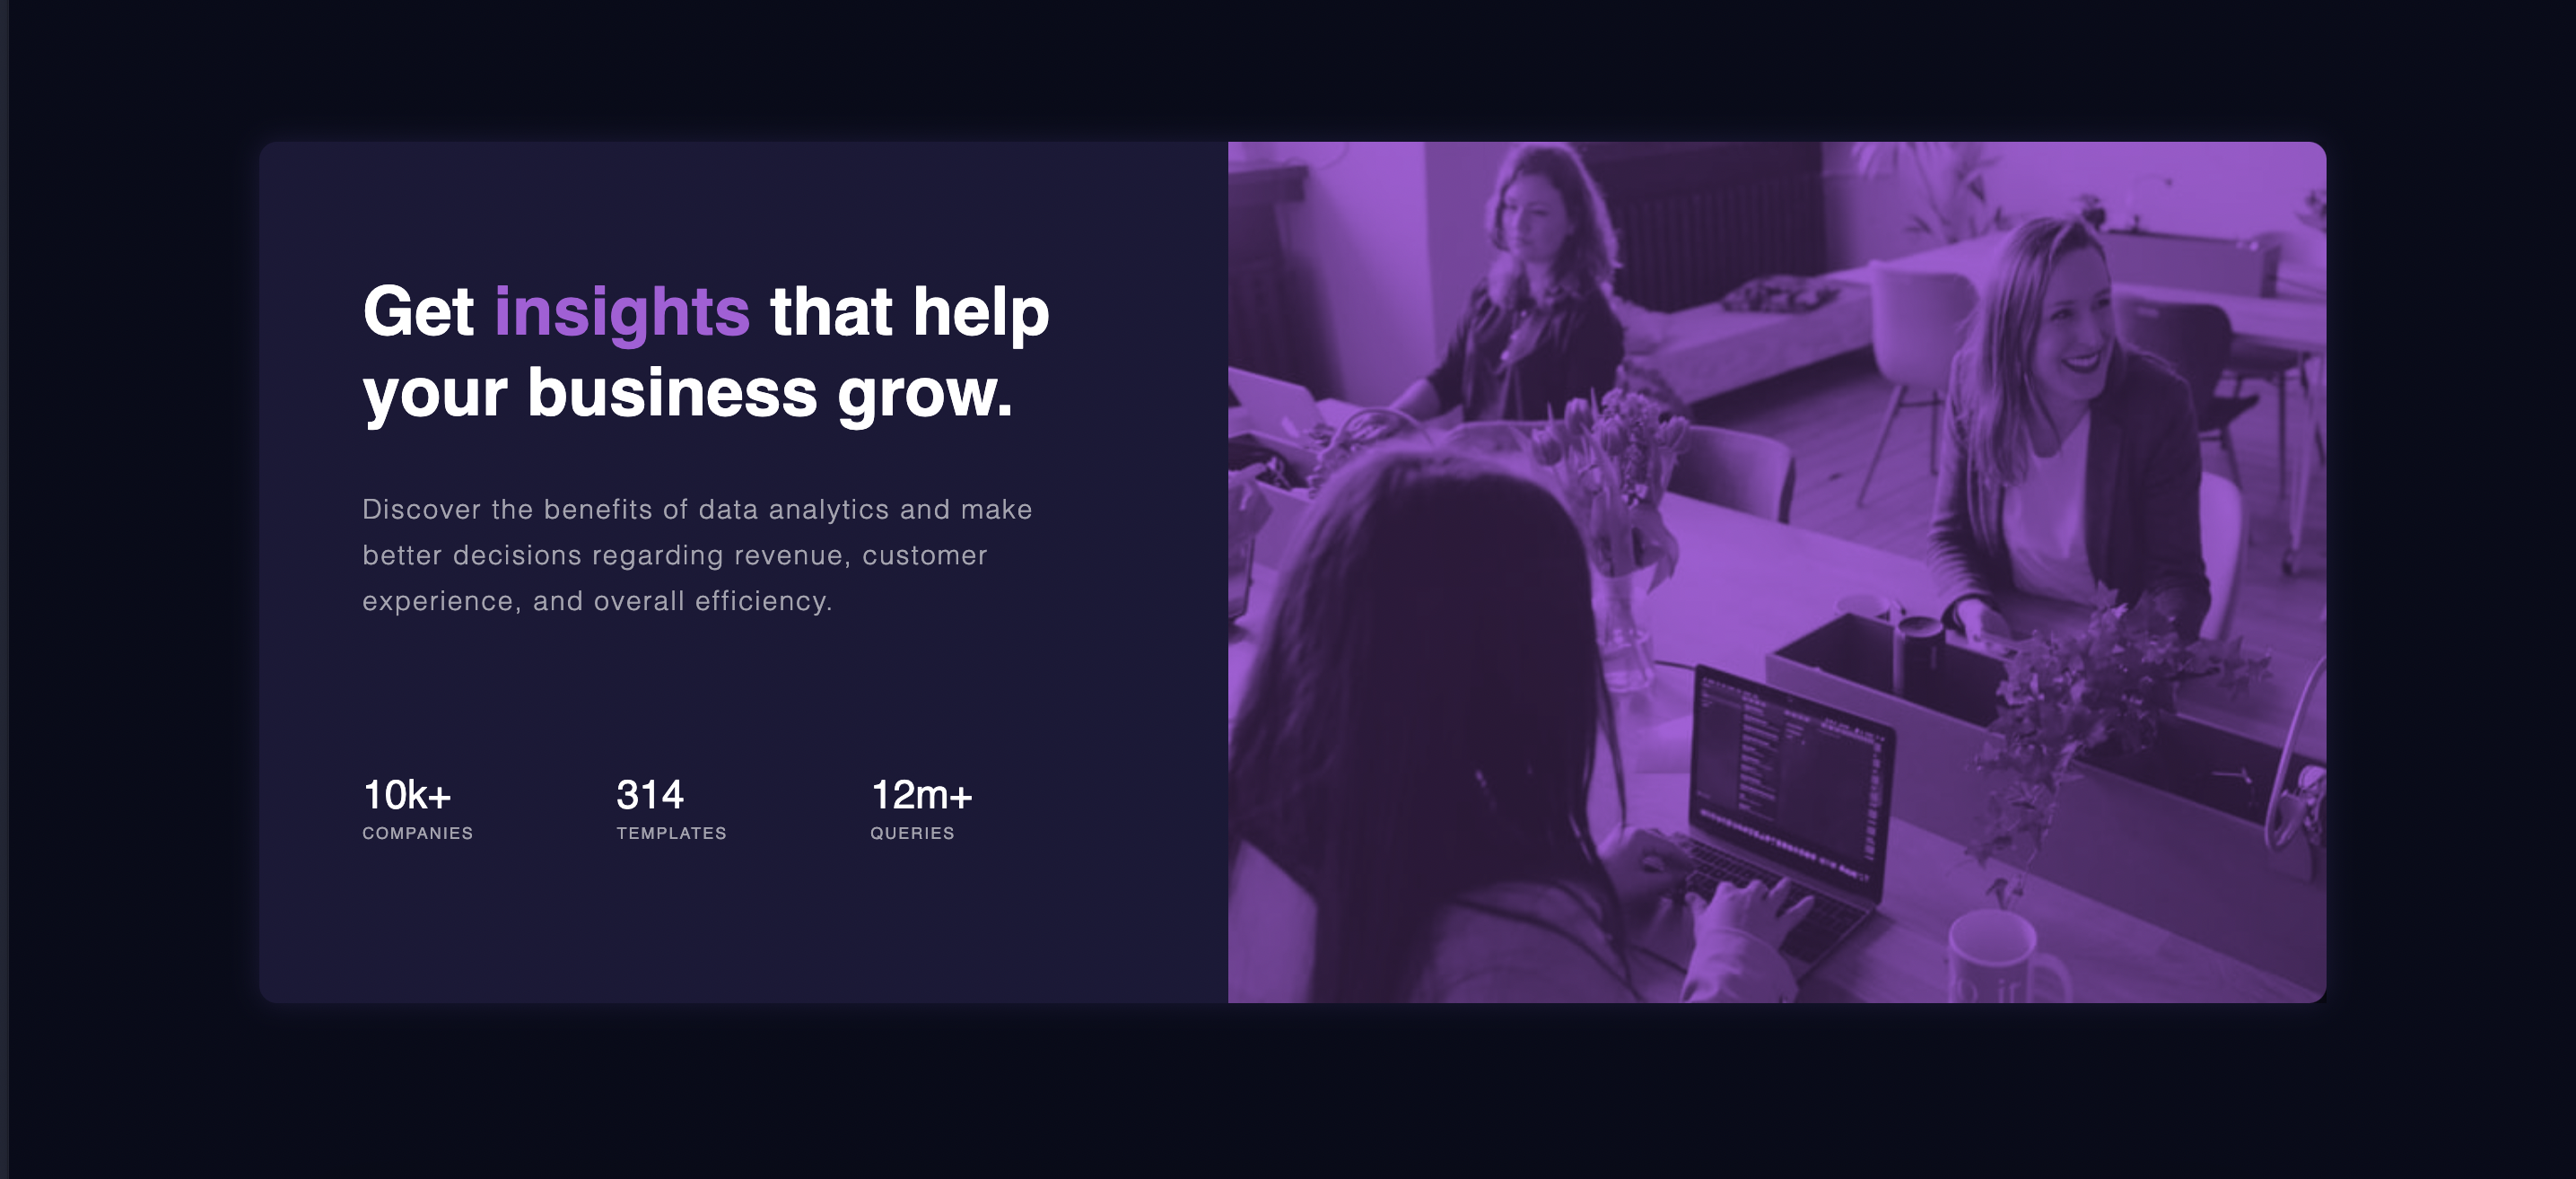 Get insights that help
your business grow.
Discover the benefits of data analytics and make
better decisions regarding revenue, customer
experience, and overall efficiency.
10k+
COMPANIES
314
TEMPLATES
12m+
QUERIES